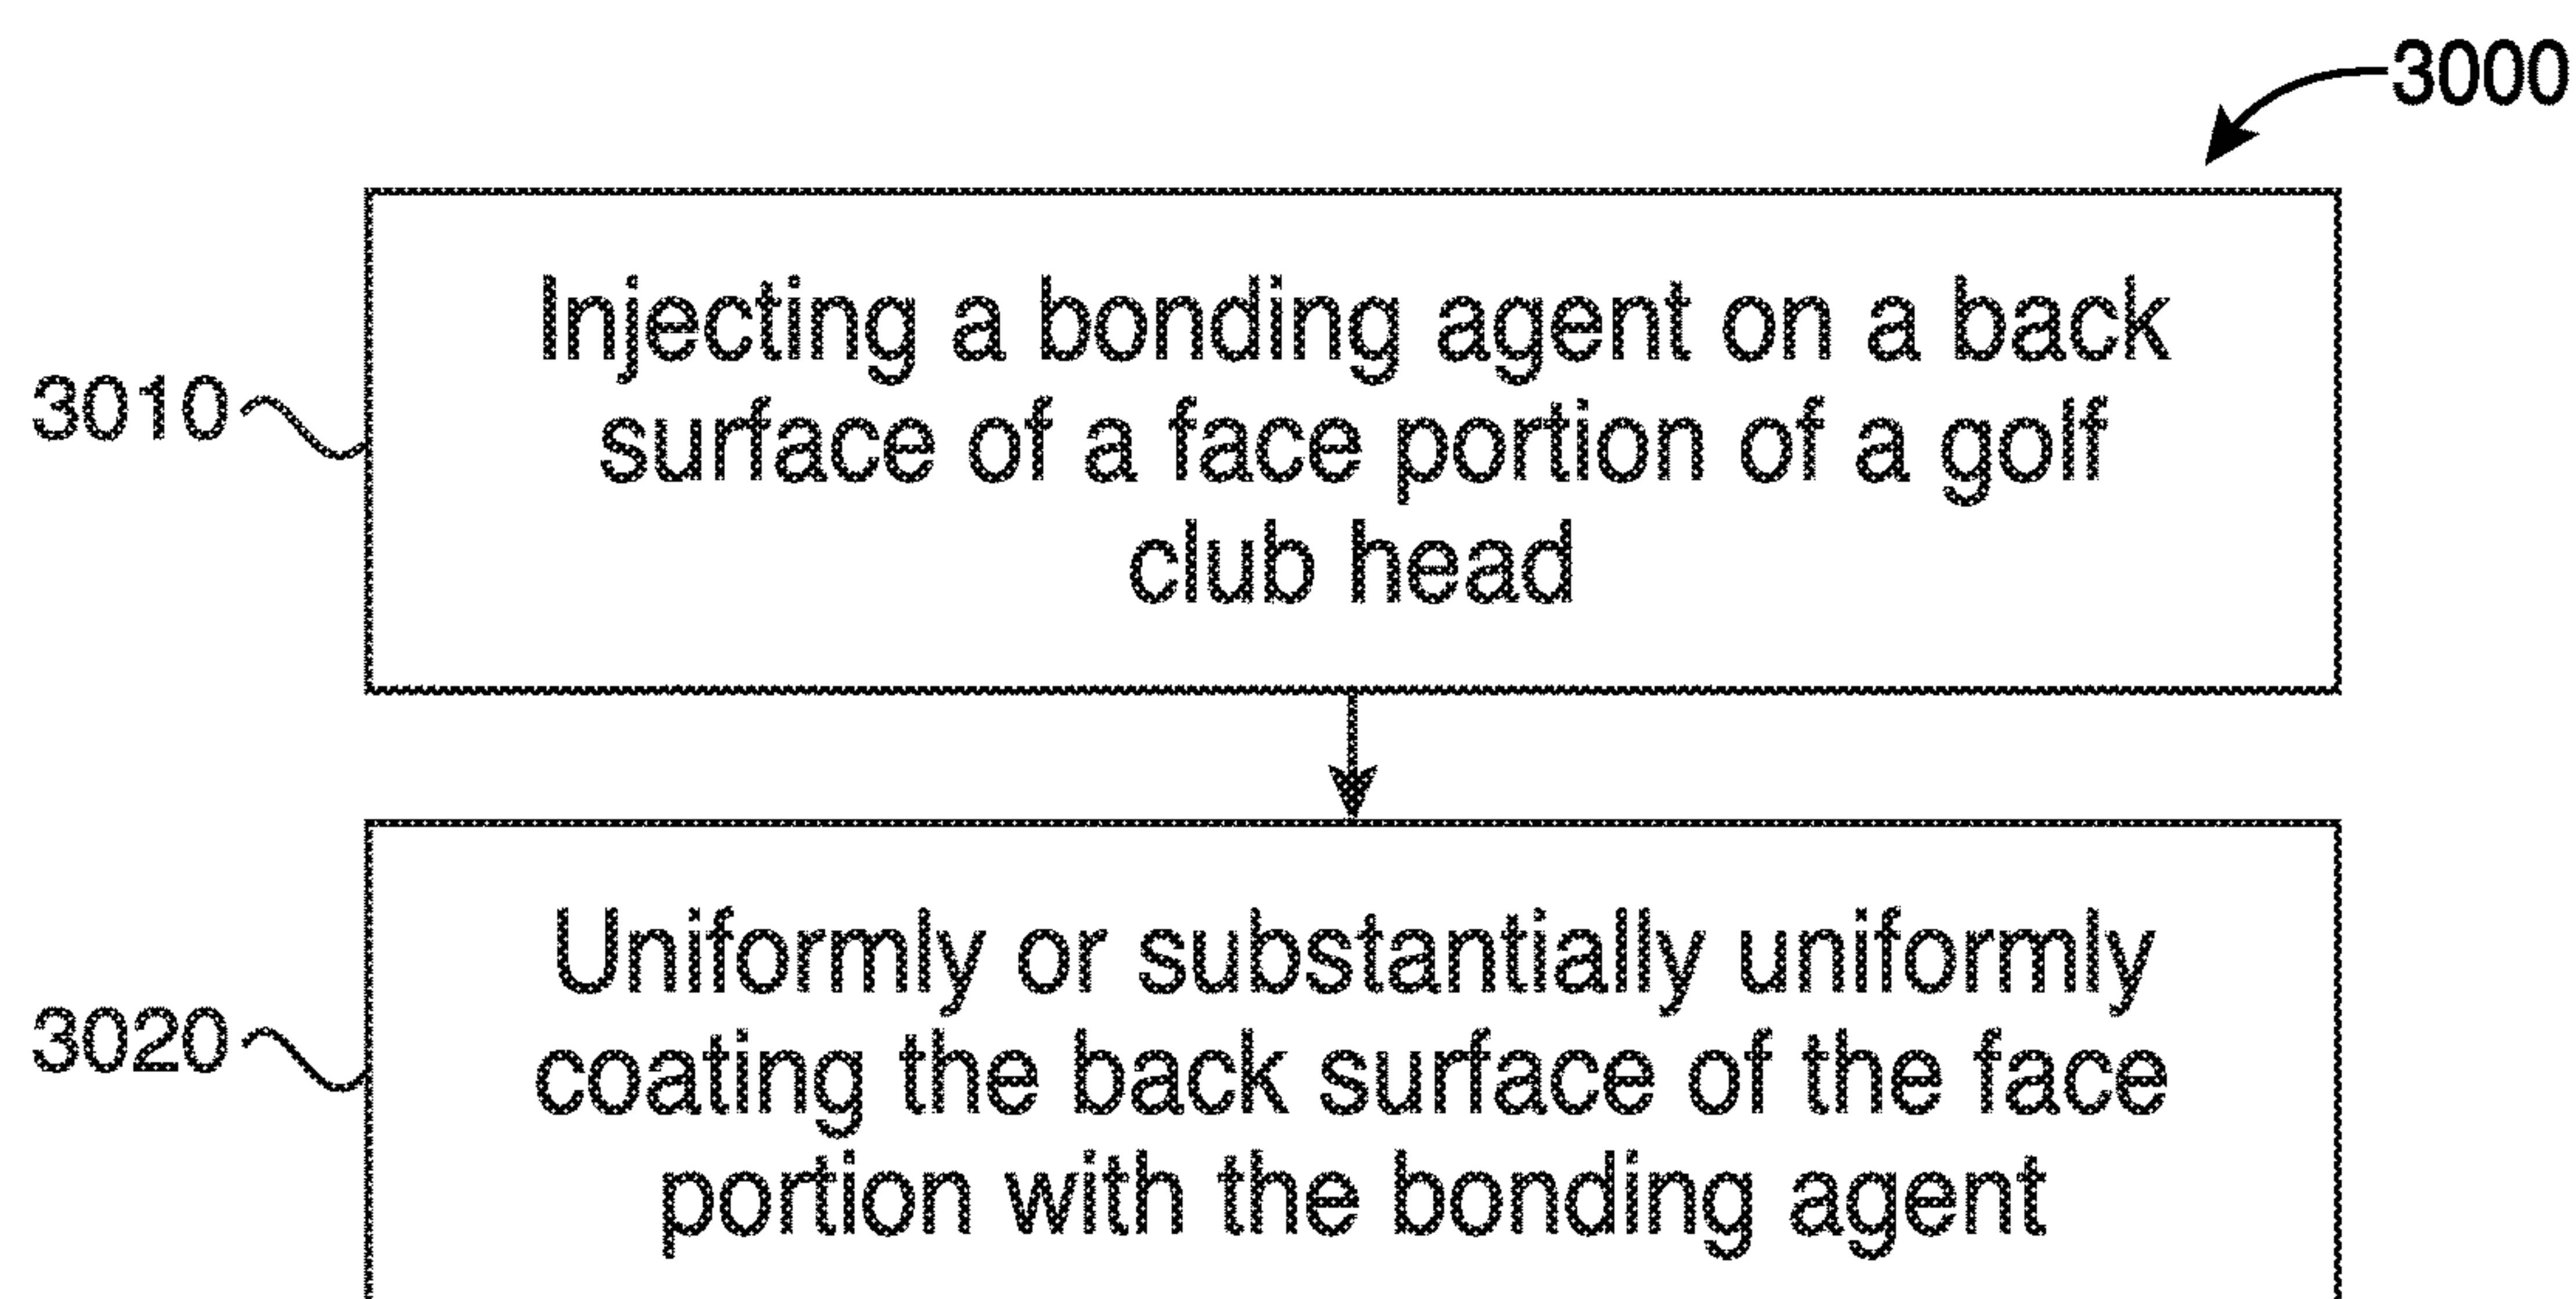 3000
Injecting a bonding agent on a back
surface of a face portion of a golf
club head
3010
Uniformly or substantially uniformly
coating the back surface of the face
portion with the bonding agent
3020